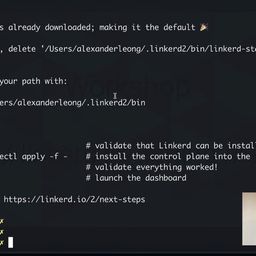 s already downloaded; making it the default 🎉
, delete '/Users/alexanderleong/.linkerd2/bin/linkerd-st
your path with:
ers/alexanderleong/.linkerd2/bin
# validate that Linkerd can be instal
ectl apply -f - # install the control plane into the
# validate everything worked!
# launch the dashboard
https://linkerd.io/2/next-steps
✗
✗
✗